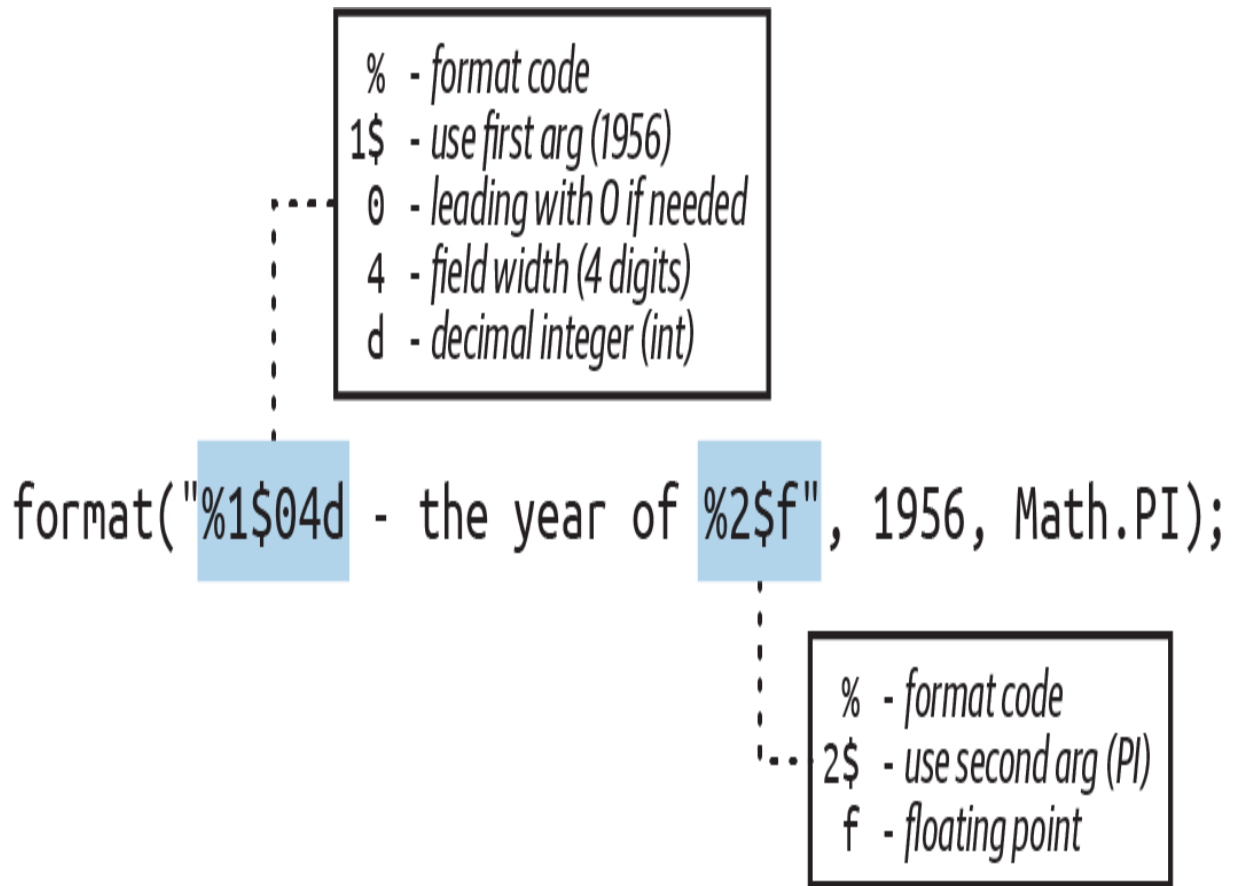 % - format code
1$ - use first arg (1956)
0 - leading with 0 if needed
4 - field width (4 digits)
d - decimal integer (int)
format("%1$04d - the year of %2$f", 1956, Math.PI);
% - format code
2$ - use second arg (PI)
f - floating point